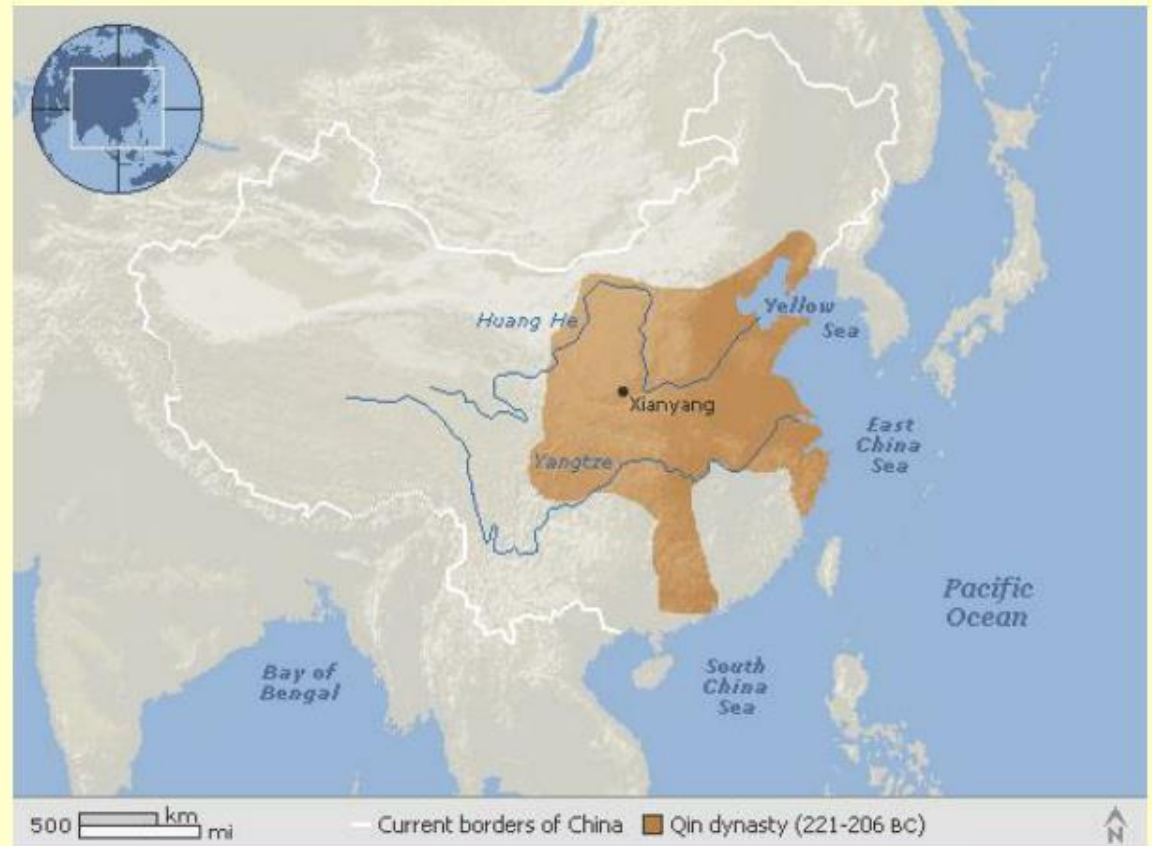 Huang He
Yellow
Sea
Xianyang
East
China
Sea
Yangtze
Pacific
Ocean
South
China
Sea
Bay of
Bengal
500 km
mi
Current borders of China
Qin dynasty (221-206 BC)
N